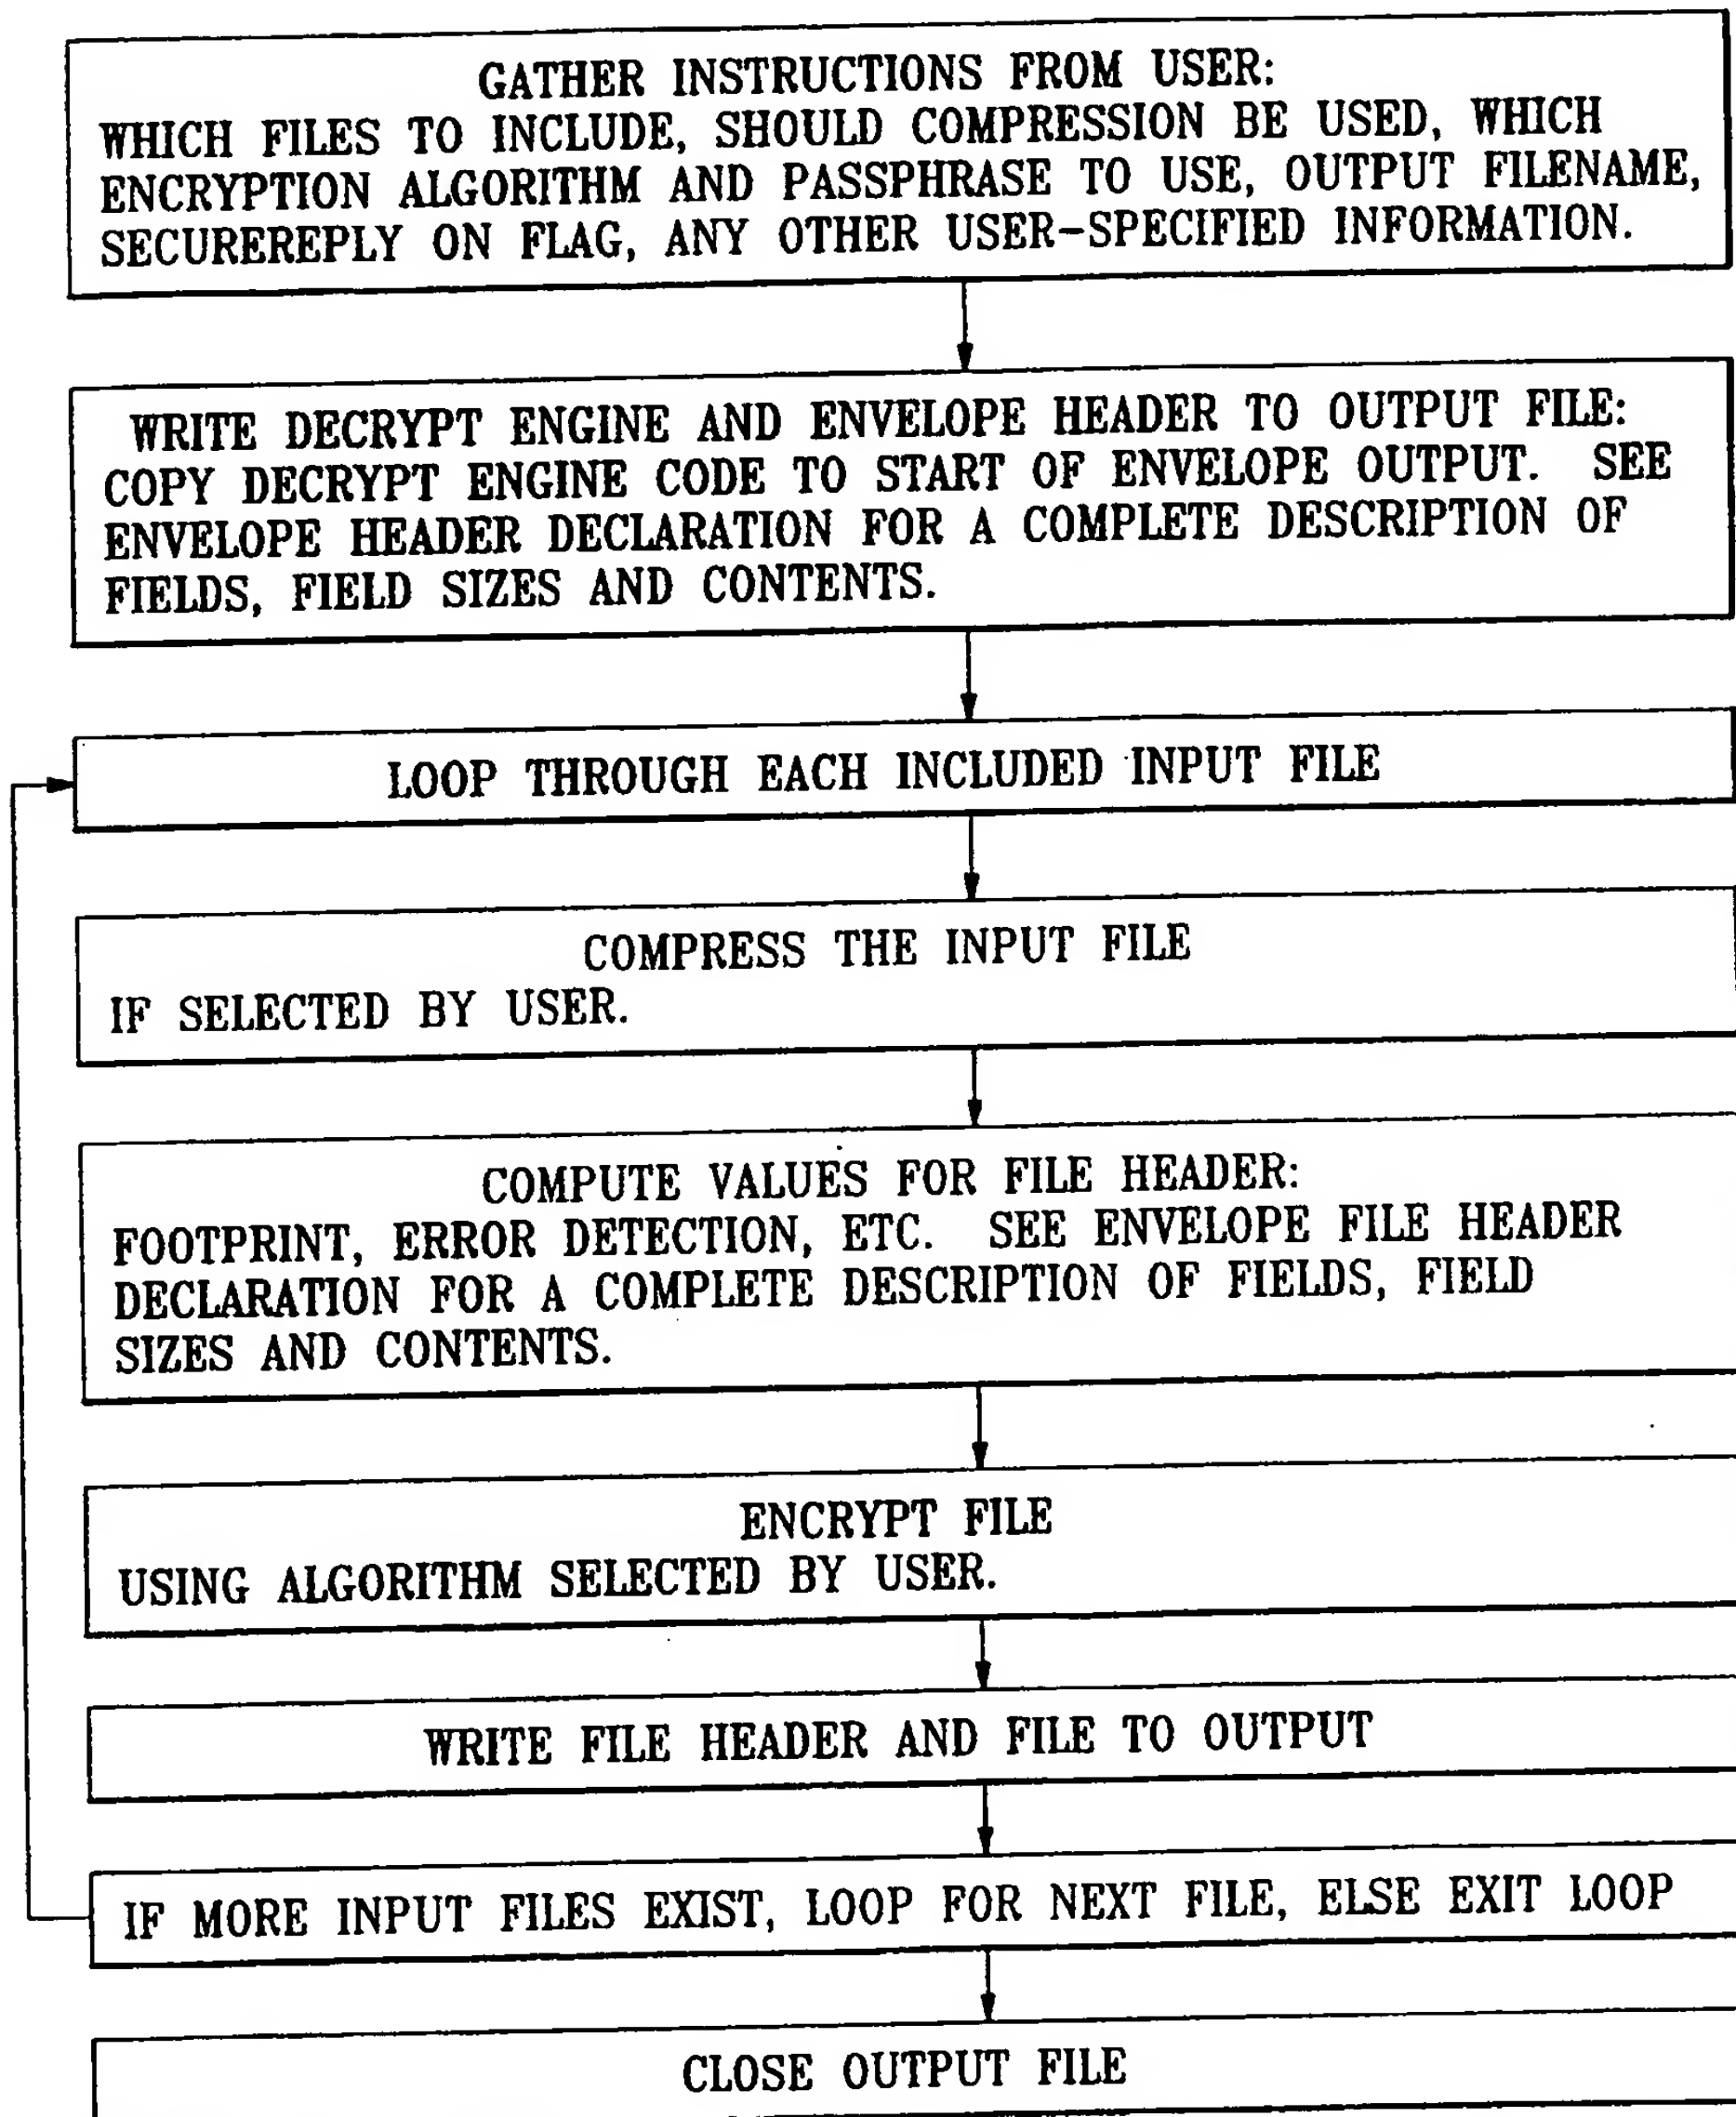 GATHER INSTRUCTIONS FROM USER:
WHICH FILES TO INCLUDE, SHOULD COMPRESSION BE USED, WHICH
ENCRYPTION ALGORITHM AND PASSPHRASE TO USE, OUTPUT FILENAME,
SECUREREPLY ON FLAG, ANY OTHER USER-SPECIFIED INFORMATION.
WRITE DECRYPT ENGINE AND ENVELOPE HEADER TO OUTPUT FILE:
COPY DECRYPT ENGINE CODE TO START OF ENVELOPE OUTPUT. SEE
ENVELOPE HEADER DECLARATION FOR A COMPLETE DESCRIPTION OF
FIELDS, FIELD SIZES AND CONTENTS.
LOOP THROUGH EACH INCLUDED INPUT FILE
COMPRESS THE INPUT FILE
IF SELECTED BY USER.
COMPUTE VALUES FOR FILE HEADER:
FOOTPRINT, ERROR DETECTION, ETC. SEE ENVELOPE FILE HEADER
DECLARATION FOR A COMPLETE DESCRIPTION OF FIELDS, FIELD
SIZES AND CONTENTS.
ENCRYPT FILE
USING ALGORITHM SELECTED BY USER.
WRITE FILE HEADER AND FILE TO OUTPUT
IF MORE INPUT FILES EXIST, LOOP FOR NEXT FILE, ELSE EXIT LOOP
CLOSE OUTPUT FILE